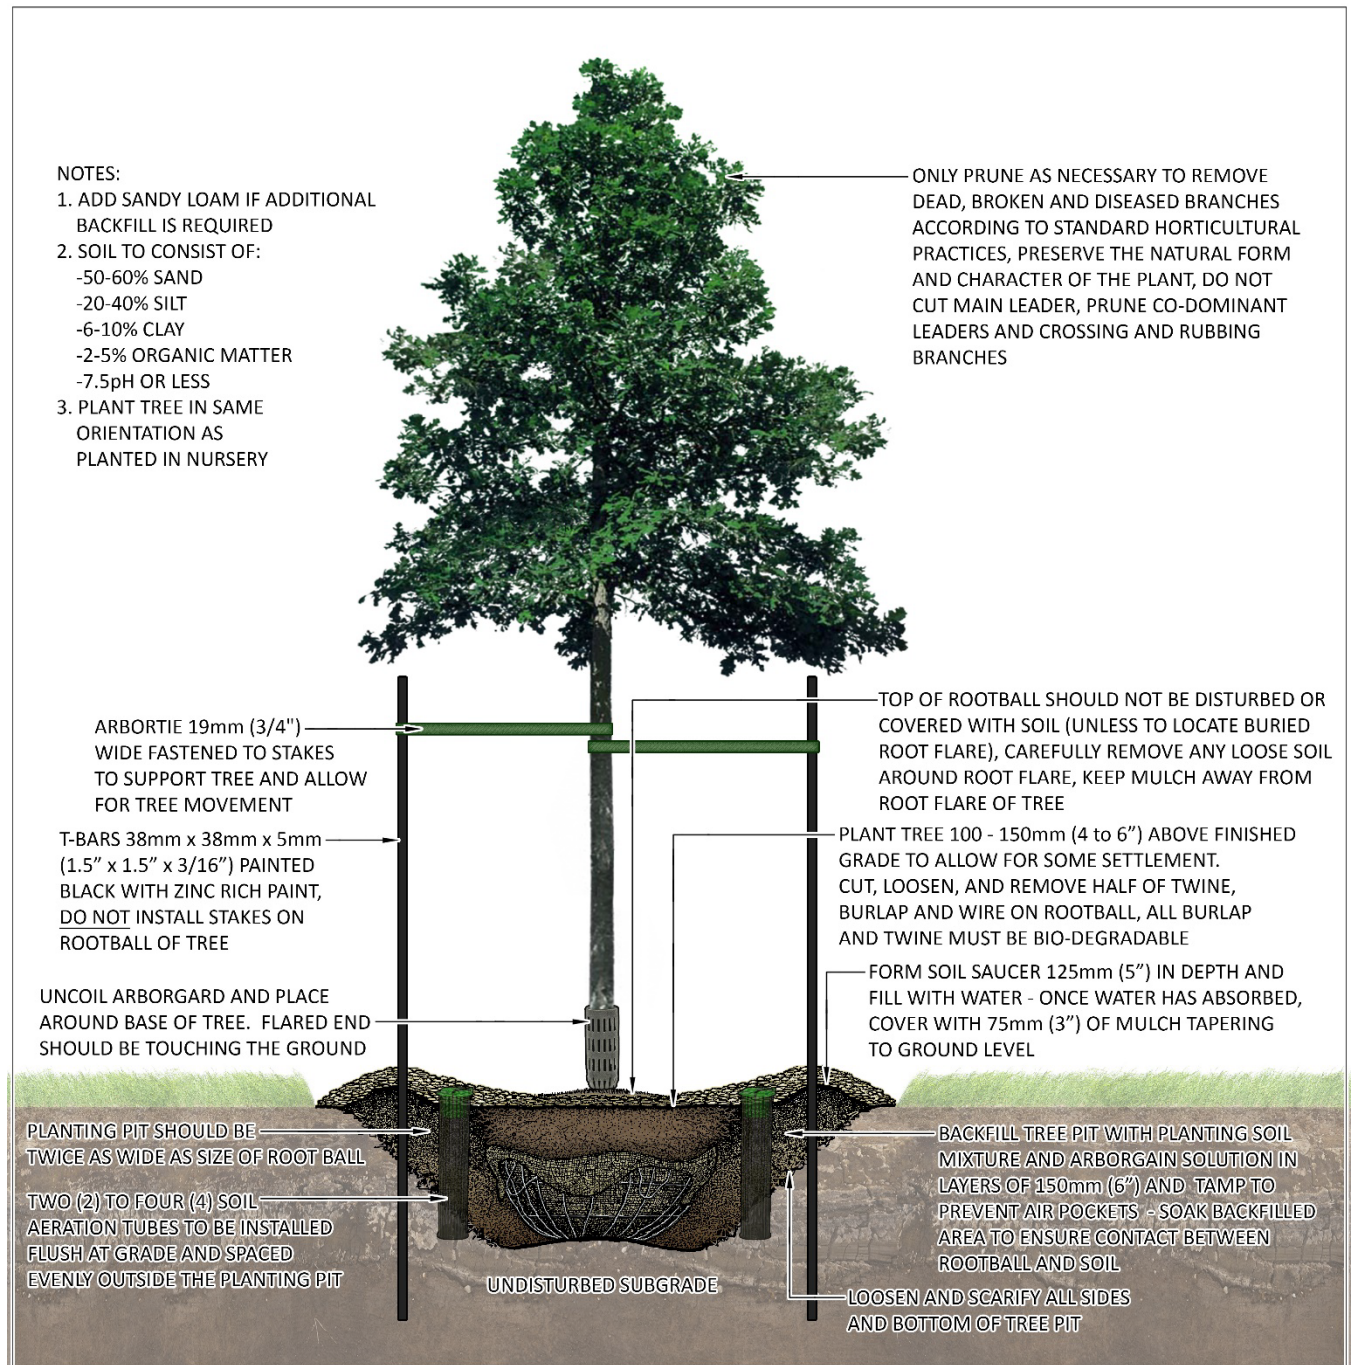 NOTES:
1. ADD SANDY LOAM IF ADDITIONAL
BACKFILL IS REQUIRED
2. SOIL TO CONSIST OF:
-50-60% SAND
-20-40% SILT
-6-10% CLAY
-2-5% ORGANIC MATTER
-7.5pH OR LESS
3. PLANT TREE IN SAME
ORIENTATION AS
PLANTED IN NURSERY
ONLY PRUNE AS NECESSARY TO REMOVE
DEAD, BROKEN AND DISEASED BRANCHES
ACCORDING TO STANDARD HORTICULTURAL
PRACTICES, PRESERVE THE NATURAL FORM
AND CHARACTER OF THE PLANT, DO NOT
CUT MAIN LEADER, PRUNE CO-DOMINANT
LEADERS AND CROSSING AND RUBBING
BRANCHES
ARBORTIE 19mm (3/4")
WIDE FASTENED TO STAKES
TO SUPPORT TREE AND ALLOW
FOR TREE MOVEMENT
T-BARS 38mm x 38mm x 5mm
(1.5” x 1.5” x 3/16”) PAINTED
BLACK WITH ZINC RICH PAINT,
DO NOT INSTALL STAKES ON
ROOTBALL OF TREE
UNCOIL ARBORGARD AND PLACE
AROUND BASE OF TREE.  FLARED END
SHOULD BE TOUCHING THE GROUND
PLANTING PIT SHOULD BE
TWICE AS WIDE AS SIZE OF ROOT BALL
TWO (2) TO FOUR (4) SOIL
AERATION TUBES TO BE INSTALLED
FLUSH AT GRADE AND SPACED
EVENLY OUTSIDE THE PLANTING PIT
TOP OF ROOTBALL SHOULD NOT BE DISTURBED OR
COVERED WITH SOIL (UNLESS TO LOCATE BURIED
ROOT FLARE), CAREFULLY REMOVE ANY LOOSE SOIL
AROUND ROOT FLARE, KEEP MULCH AWAY FROM
ROOT FLARE OF TREE
PLANT TREE 100 - 150mm (4 to 6”) ABOVE FINISHED
GRADE TO ALLOW FOR SOME SETTLEMENT.
CUT, LOOSEN, AND REMOVE HALF OF TWINE,
BURLAP AND WIRE ON ROOTBALL, ALL BURLAP
AND TWINE MUST BE BIO-DEGRADABLE
FORM SOIL SAUCER 125mm (5”) IN DEPTH AND
FILL WITH WATER - ONCE WATER HAS ABSORBED,
COVER WITH 75mm (3”) OF MULCH TAPERING
TO GROUND LEVEL
BACKFILL TREE PIT WITH PLANTING SOIL
MIXTURE AND ARBORGAIN SOLUTION IN
LAYERS OF 150mm (6”) AND  TAMP TO
PREVENT AIR POCKETS  - SOAK BACKFILLED
AREA TO ENSURE CONTACT BETWEEN
ROOTBALL AND SOIL
LOOSEN AND SCARIFY ALL SIDES
AND BOTTOM OF TREE PIT
UNDISTURBED SUBGRADE